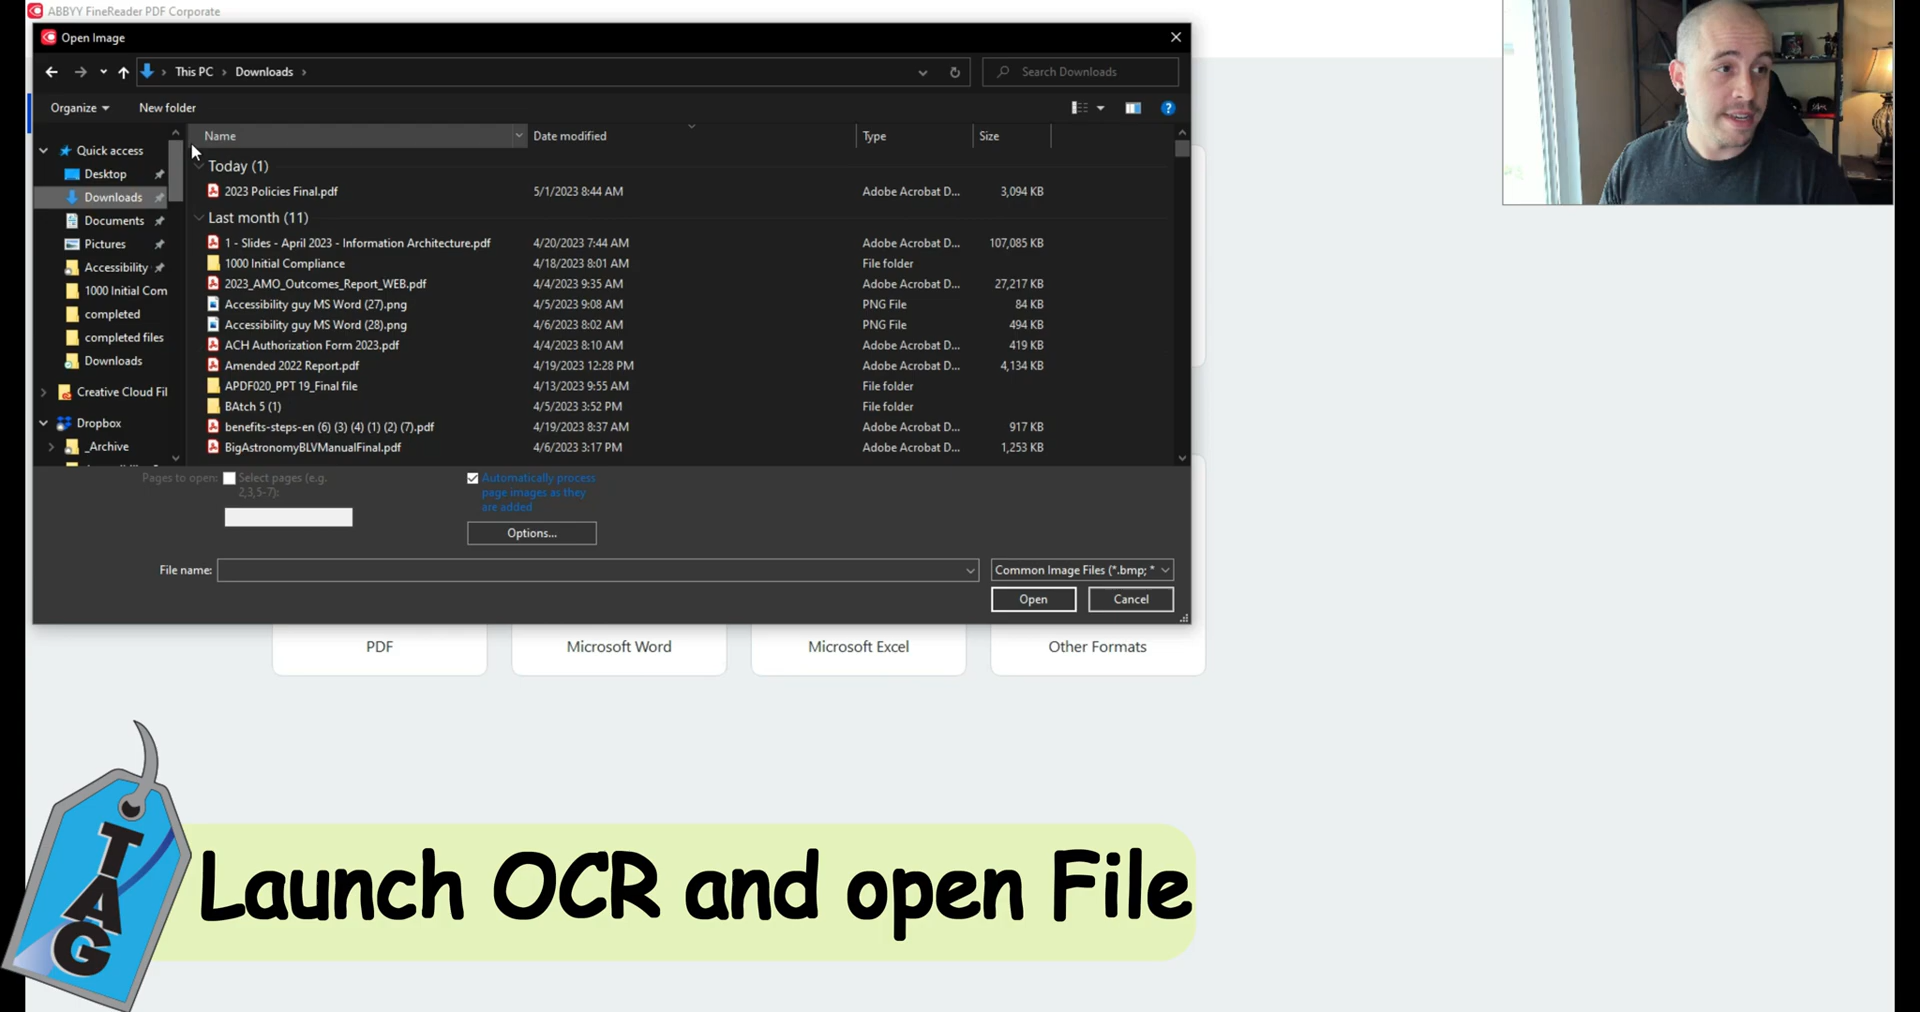 ABBYY FineReader PDF Corporate
Open Image
This PC
Downloads
Search Downloads
Organize
New folder
Name
Date modified
Type
Size
Quick access
Desktop
Downloads
Documents
Pictures
Accessibility
1000 Initial Com
completed
completed files
Downloads
Creative Cloud Fil
Dropbox
_Archive
Today (1)
2023 Policies Final.pdf 5/1/2023 8:44 AM Adobe Acrobat D... 3,094 KB
Last month (11)
1 - Slides - April 2023 - Information Architecture.pdf 4/20/2023 7:44 AM Adobe Acrobat D... 107,085 KB
1000 Initial Compliance 4/18/2023 8:01 AM File folder
2023_AMO_Outcomes_Report_WEB.pdf 4/4/2023 9:35 AM Adobe Acrobat D... 27,217 KB
Accessibility guy MS Word (27).png 4/5/2023 9:08 AM PNG File 84 KB
Accessibility guy MS Word (28).png 4/6/2023 8:02 AM PNG File 494 KB
ACH Authorization Form 2023.pdf 4/4/2023 8:10 AM Adobe Acrobat D... 419 KB
Amended 2022 Report.pdf 4/19/2023 12:28 PM Adobe Acrobat D... 4,134 KB
APDF020_PPT 19_Final file 4/13/2023 9:55 AM File folder
BAtch 5 (1) 4/5/2023 3:52 PM File folder
benefits-steps-en (6) (3) (4) (1) (2) (7).pdf 4/19/2023 8:37 AM Adobe Acrobat D... 917 KB
BigAstronomyBLVManualFinal.pdf 4/6/2023 3:17 PM Adobe Acrobat D... 1,253 KB
Pages to open:
Select pages (e.g.
2,3,5-7):
Automatically process
page images as they
are added
Options...
File name:
Common Image Files (*.bmp; *
Open
Cancel
PDF
Microsoft Word
Microsoft Excel
Other Formats
TAG
Launch OCR and open File